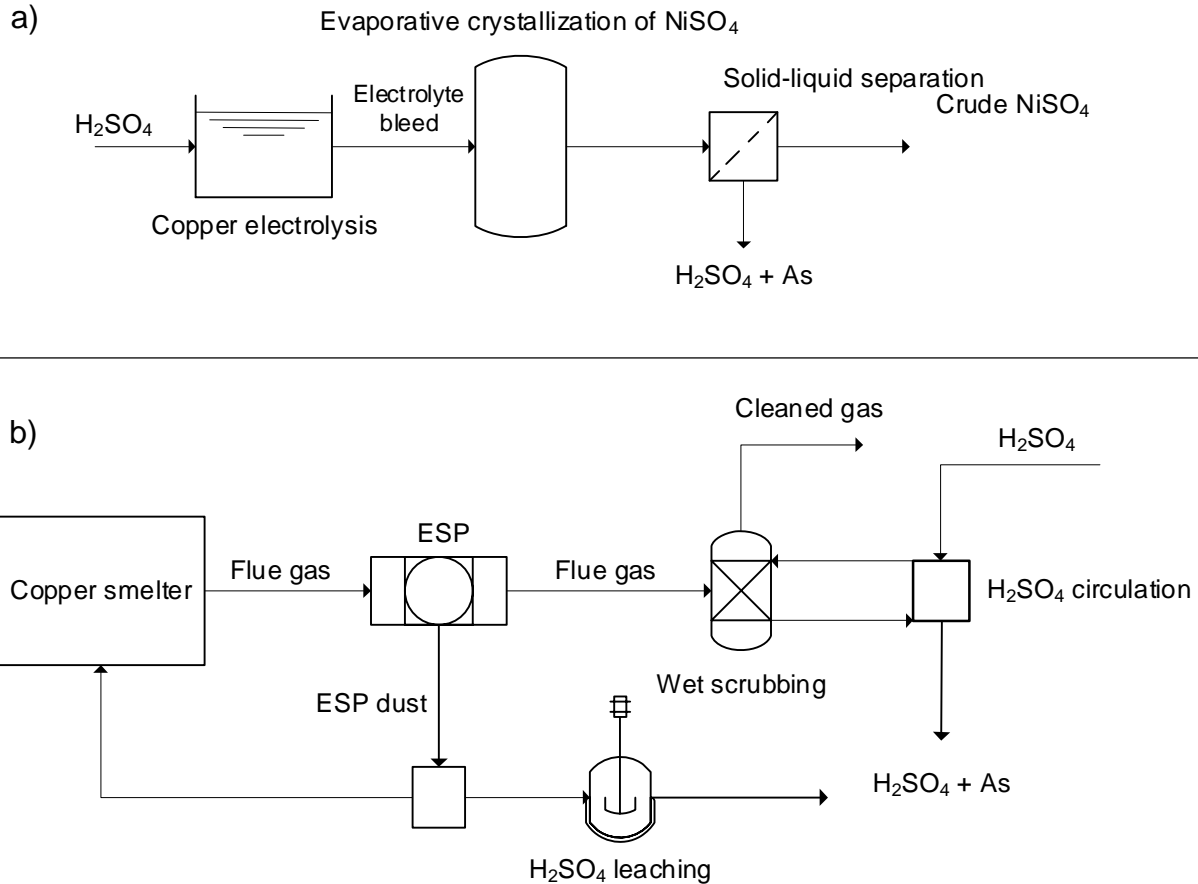 a)
Evaporative crystallization of NiSO₄
Solid-liquid separation
Electrolyte
bleed
Crude NiSO₄
H₂SO₄
Copper electrolysis
H₂SO₄ + As
b)
Cleaned gas
H₂SO₄
ESP
Flue gas
Flue gas
Copper smelter
H₂SO₄ circulation
Wet scrubbing
ESP dust
H₂SO₄ + As
H₂SO₄ leaching